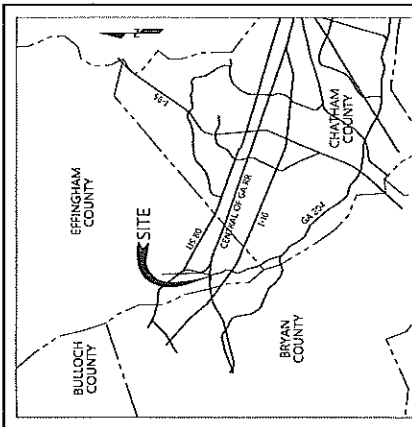 EFFINGHAM
COUNTY
I-95
CHATHAM
COUNTY
SITE
US 80
CENTRAL OF GA RR
I-16
GA 204
BULLOCH
COUNTY
BRYAN
COUNTY